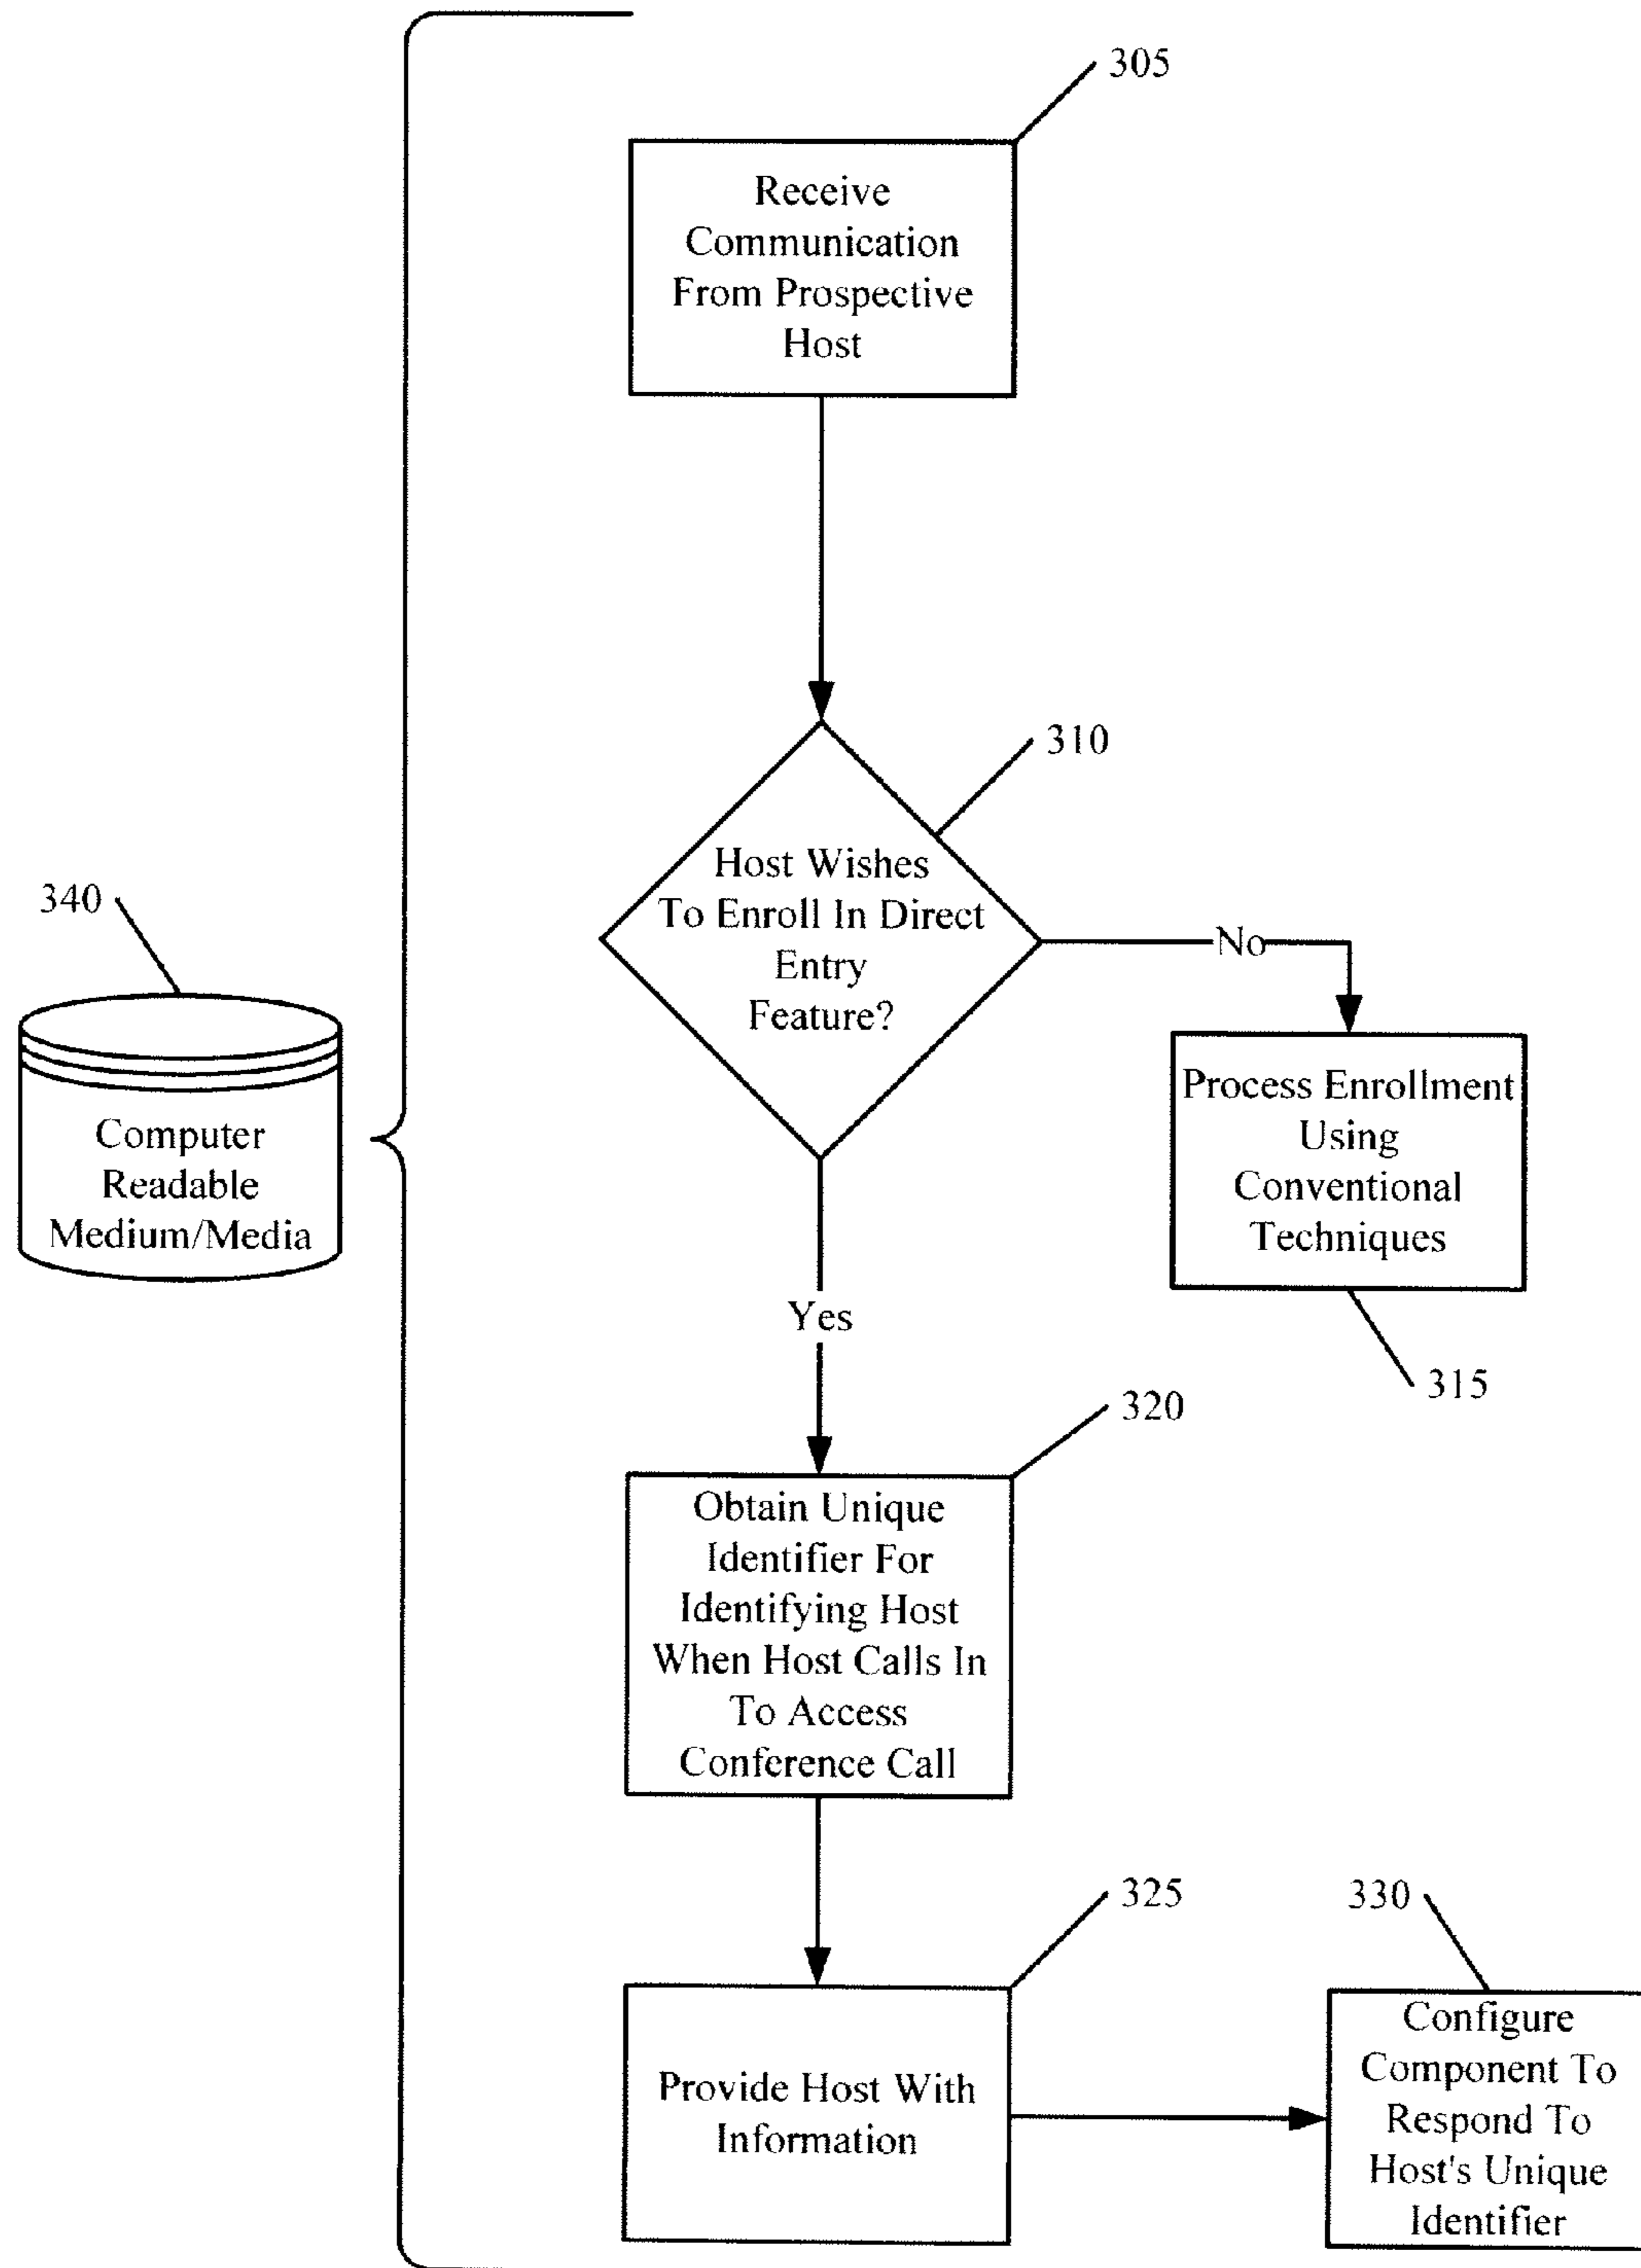 305
Receive
Communication
From Prospective
Host
310
Host Wishes
To Enroll In Direct
Entry
Feature?
No
340
Computer
Readable
Medium/Media
Process Enrollment
Using
Conventional
Techniques
315
Yes
320
Obtain Unique
Identifier For
Identifying Host
When Host Calls In
To Access
Conference Call
325
Provide Host With
Information
330
Configure
Component To
Respond To
Host's Unique
Identifier